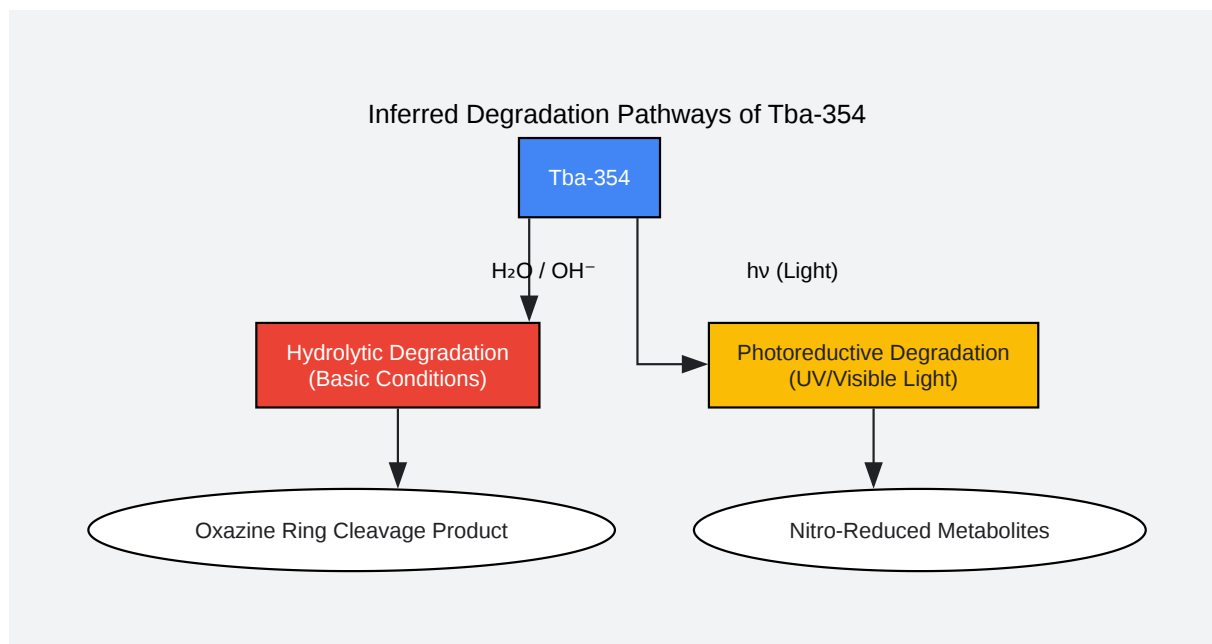 Inferred Degradation Pathways of Tba-354
Tba-354
H₂O / OH⁻
hν (Light)
Hydrolytic Degradation
(Basic Conditions)
Photoreductive Degradation
(UV/Visible Light)
Oxazine Ring Cleavage Product
Nitro-Reduced Metabolites